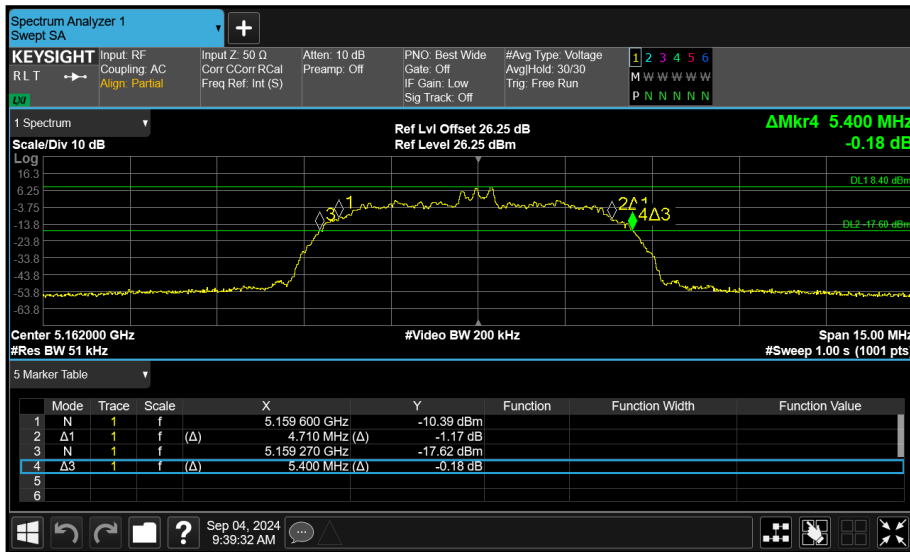 Spectrum Analyzer 1
Swept SA
+
KEYSIGHT Input: RF Input Z: 50 Ω Atten: 10 dB PNO: Best Wide #Avg Type: Voltage 1 2 3 4 5 6
RLT Coupling: AC Corr CCorr RCal Preamp: Off Gate: Off Avg|Hold: 30/30 M W W W W W
Align: Partial Freq Ref: Int (S) IF Gain: Low Trig: Free Run
LXI Sig Track: Off P N N N N N
1 Spectrum Ref Lvl Offset 26.25 dB ΔMkr4 5.400 MHz
Scale/Div 10 dB Ref Level 26.25 dBm -0.18 dB
Log
16.3
DL1 8.40 dBm
6.25
-3.75
3 1 2Δ1 4Δ3
-13.8 DL2 -17.60 dBm
-23.8
-33.8
-43.8
-53.8
-63.8
Center 5.162000 GHz #Video BW 200 kHz Span 15.00 MHz
#Res BW 51 kHz #Sweep 1.00 s (1001 pts)
5 Marker Table
Mode Trace Scale X Y Function Function Width Function Value
1 N 1 f 5.159 600 GHz -10.39 dBm
2 Δ1 1 f (Δ) 4.710 MHz (Δ) -1.17 dB
3 N 1 f 5.159 270 GHz -17.62 dBm
4 Δ3 1 f (Δ) 5.400 MHz (Δ) -0.18 dB
5
6
? Sep 04, 2024
9:39:32 AM